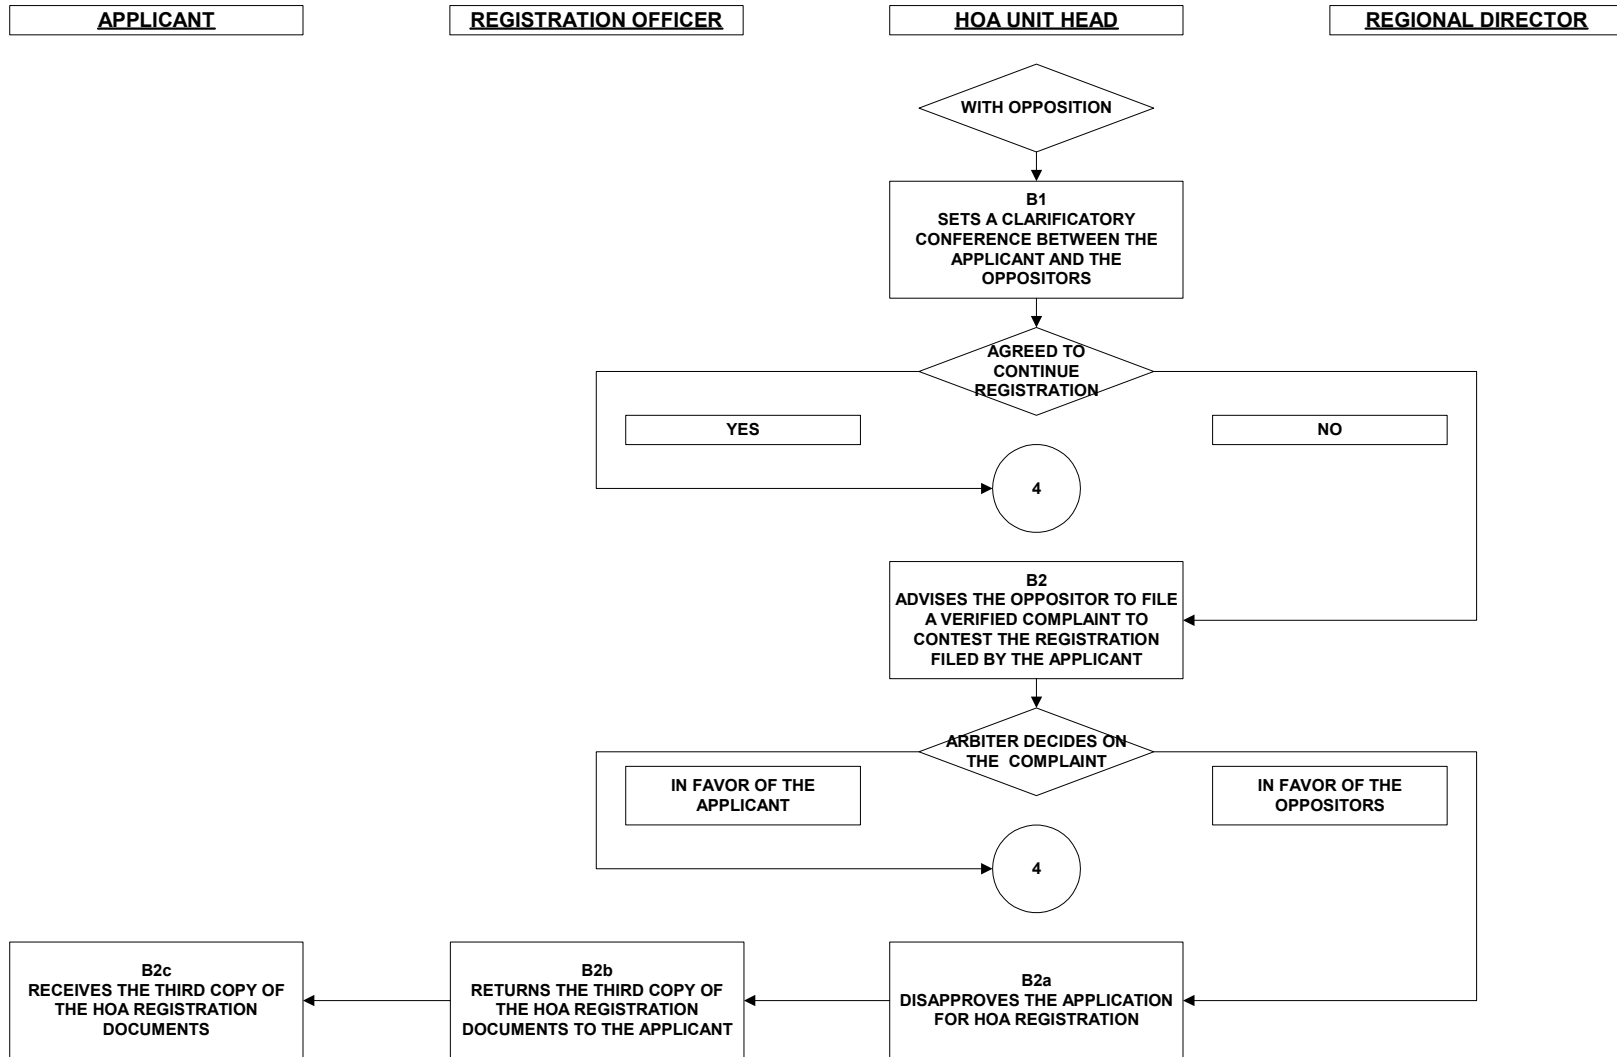 APPLICANT
REGISTRATION OFFICER
HOA UNIT HEAD
REGIONAL DIRECTOR
WITH OPPOSITION
B1
SETS A CLARIFICATORY
CONFERENCE BETWEEN THE
APPLICANT AND THE
OPPOSITORS
AGREED TO
CONTINUE
REGISTRATION
YES
NO
4
B2
ADVISES THE OPPOSITOR TO FILE
A VERIFIED COMPLAINT TO
CONTEST THE REGISTRATION
FILED BY THE APPLICANT
ARBITER DECIDES ON
THE COMPLAINT
IN FAVOR OF THE
APPLICANT
IN FAVOR OF THE
OPPOSITORS
4
B2c
RECEIVES THE THIRD COPY OF
THE HOA REGISTRATION
DOCUMENTS
B2b
RETURNS THE THIRD COPY OF
THE HOA REGISTRATION
DOCUMENTS TO THE APPLICANT
B2a
DISAPPROVES THE APPLICATION
FOR HOA REGISTRATION